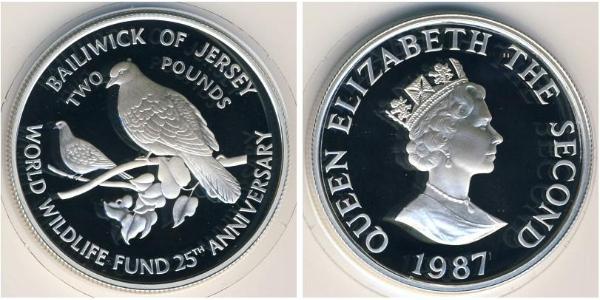 BAILIWICK OF JERSEY
TWO POUNDS
WORLD WILDLIFE FUND 25TH ANNIVERSARY
QUEEN ELIZABETH THE SECOND
1987